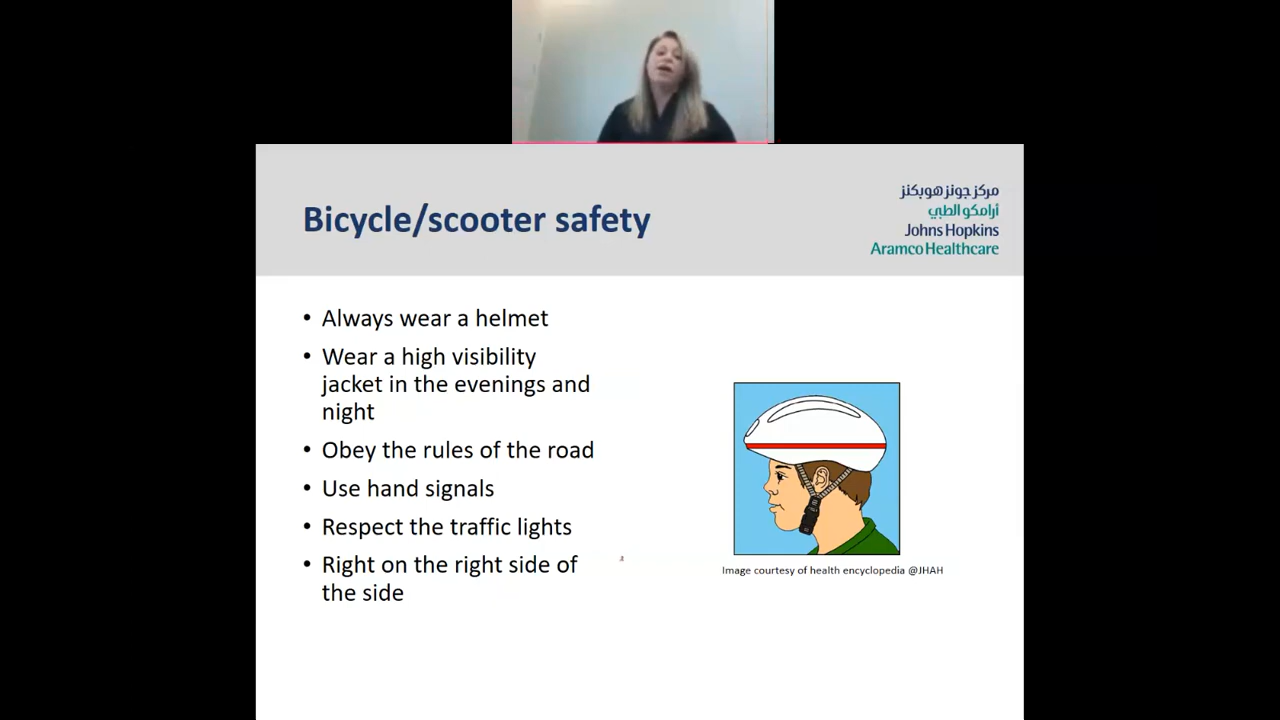 Bicycle/scooter safety
مركز جونز هوبكنز
أرامكو الطبي
Johns Hopkins
Aramco Healthcare
• Always wear a helmet
• Wear a high visibility
jacket in the evenings and
night
• Obey the rules of the road
• Use hand signals
• Respect the traffic lights
• Right on the right side of
the side
Image courtesy of health encyclopedia @JHAH